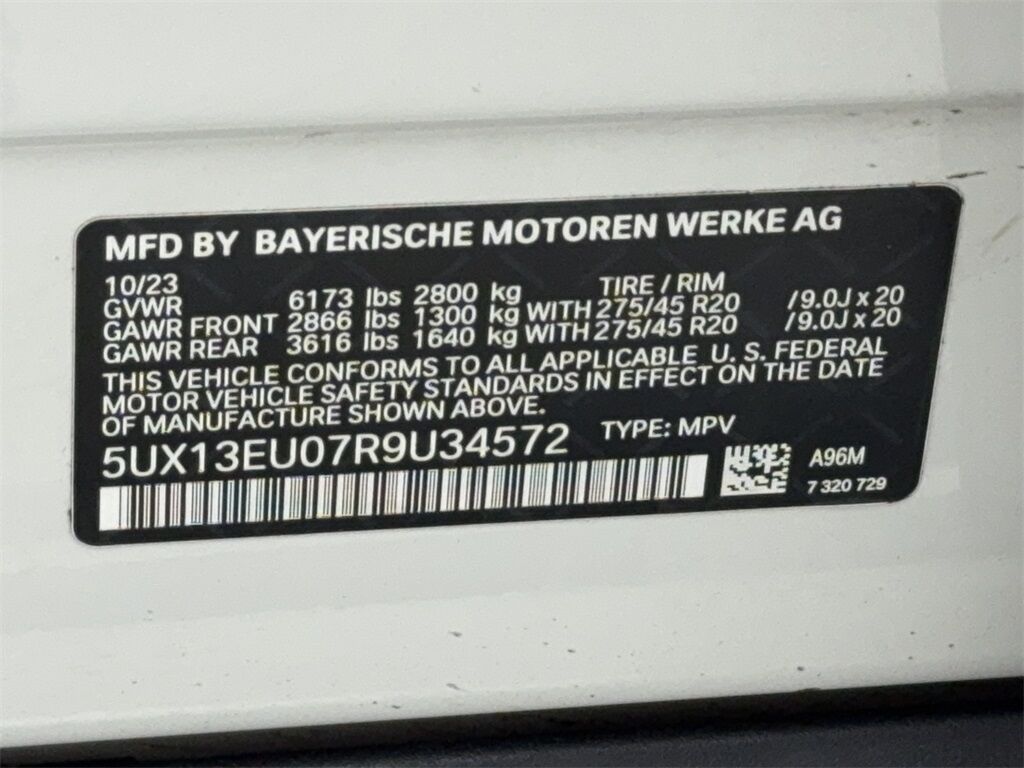 MFD BY BAYERISCHE MOTOREN WERKE AG
10/23 TIRE / RIM
GVWR 6173 lbs 2800 kg
GAWR FRONT 2866 lbs 1300 kg WITH 275/45 R20 / 9.0J x 20
GAWR REAR 3616 lbs 1640 kg WITH 275/45 R20 / 9.0J x 20
THIS VEHICLE CONFORMS TO ALL APPLICABLE U. S. FEDERAL
MOTOR VEHICLE SAFETY STANDARDS IN EFFECT ON THE DATE
OF MANUFACTURE SHOWN ABOVE.
5UX13EU07R9U34572 TYPE: MPV
A96M
7 320 729